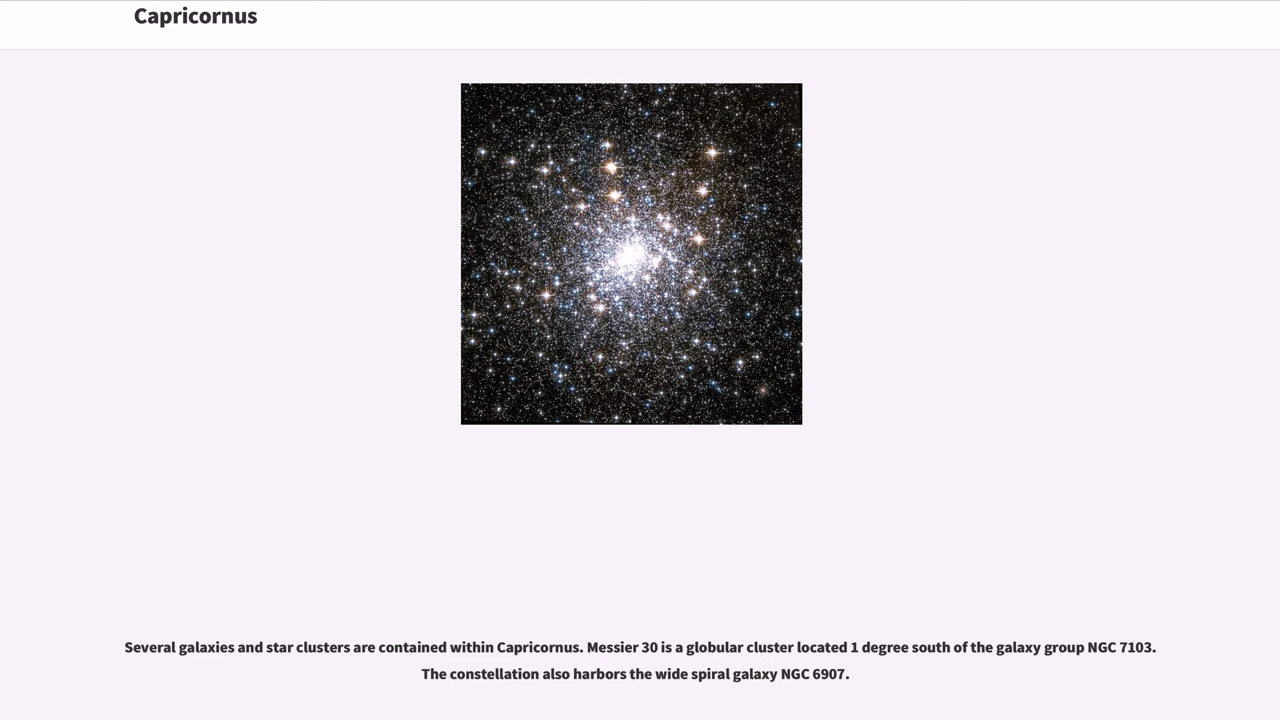 Capricornus
Several galaxies and star clusters are contained within Capricornus. Messier 30 is a globular cluster located 1 degree south of the galaxy group NGC 7103.
The constellation also harbors the wide spiral galaxy NGC 6907.